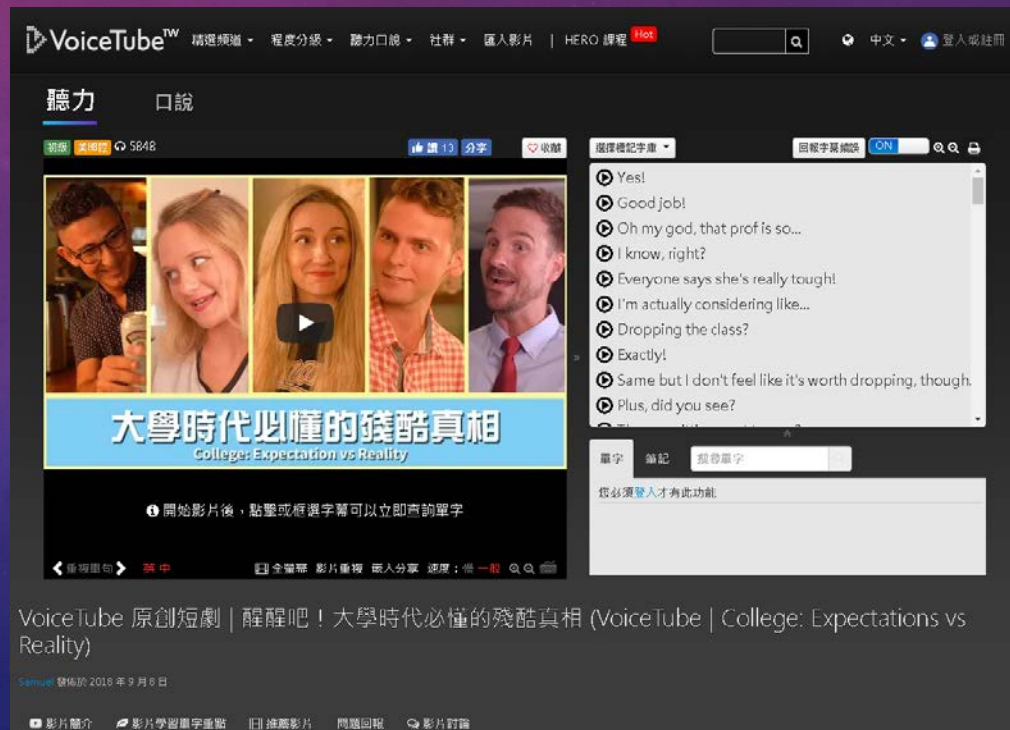 VoiceTube™ 精選頻道 程度分級 聽力口說 社群 匯入影片 | HERO 課程 Hot 中文 登入或註冊
聽力 口說
初級 美國腔 5848 讚 13 分享 收藏
選擇標記字庫 回報字幕錯誤 ON
Yes!
Good job!
Oh my god, that prof is so...
I know, right?
Everyone says she's really tough!
I'm actually considering like...
Dropping the class?
Exactly!
Same but I don't feel like it's worth dropping, though.
Plus, did you see?
大學時代必懂的殘酷真相
College: Expectation vs Reality
開始影片後，點擊或框選字幕可以立即查詢單字
重複單句 英 中 全螢幕 影片重複 嵌入分享 速度：慢 一般
單字 筆記 搜尋單字
您必須登入才有此功能
VoiceTube 原創短劇｜醒醒吧！大學時代必懂的殘酷真相 (VoiceTube | College: Expectations vs
Reality)
Samuel 發佈於 2018 年 9 月 8 日
影片簡介 影片學習單字重點 推薦影片 問題回報 影片討論